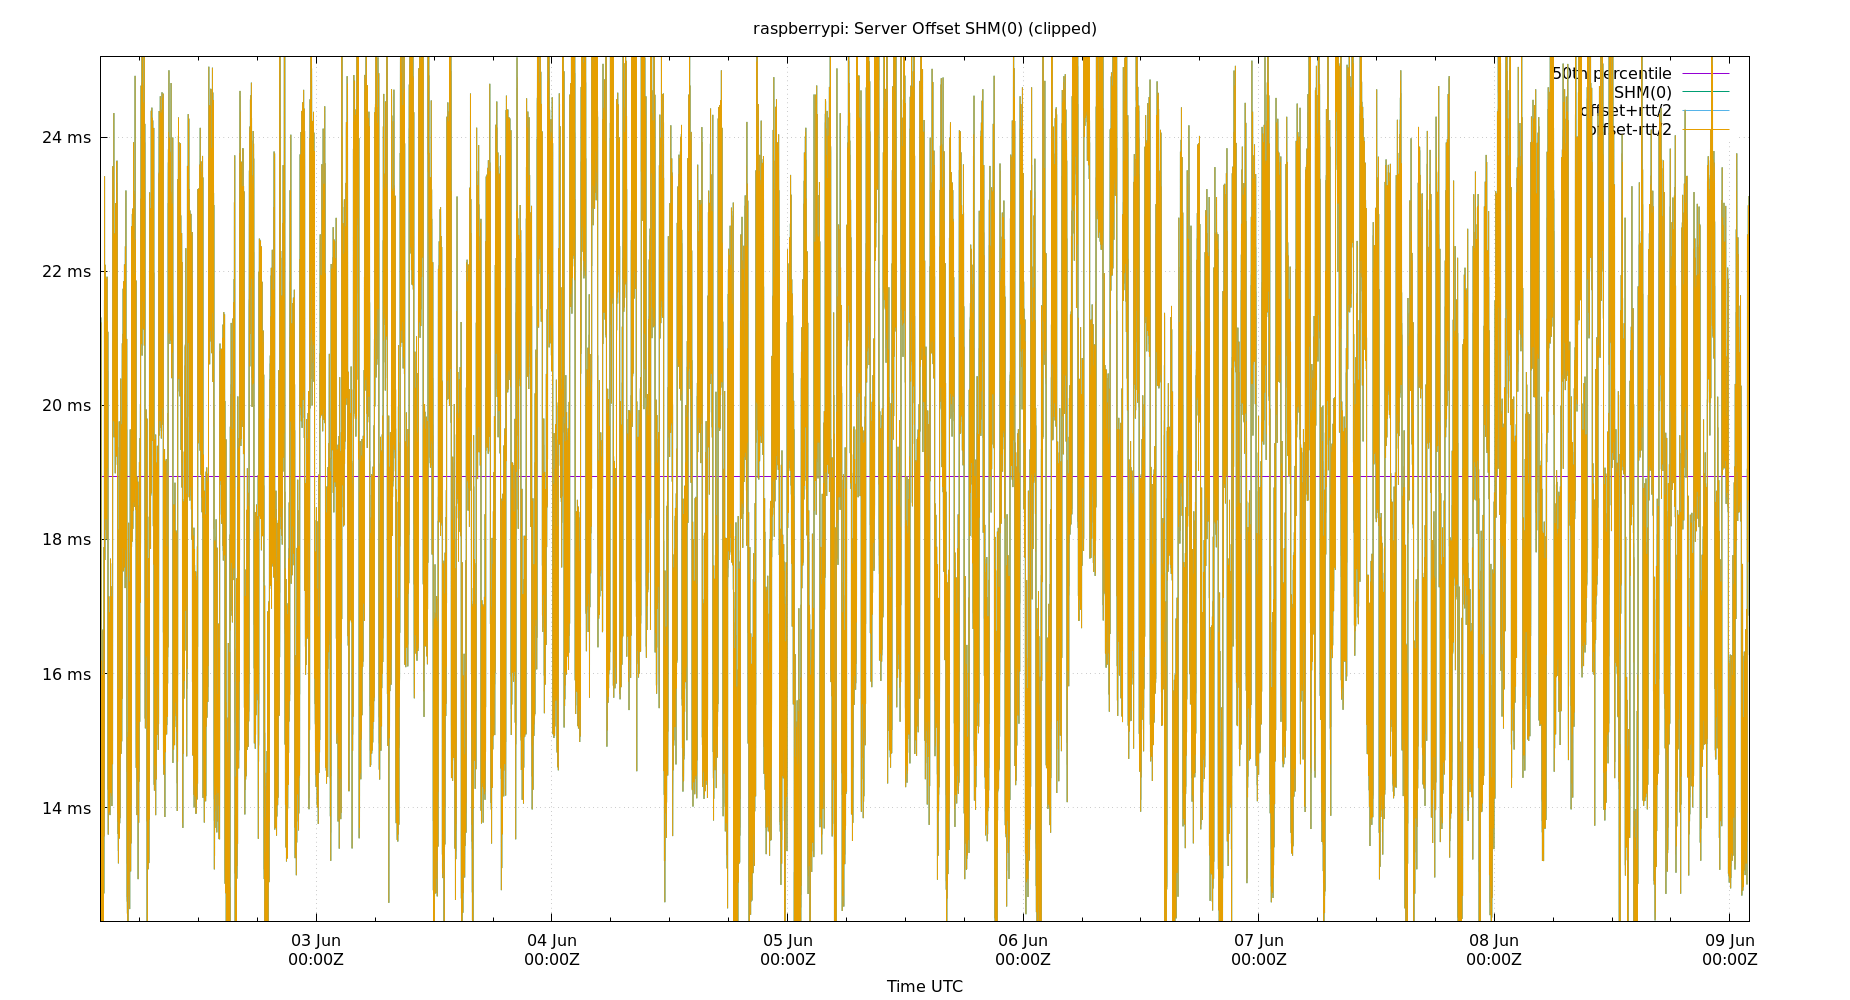 raspberrypi: Server Offset SHM(0) (clipped)
50th percentile
SHM(0)
offset+rtt/2
offset-rtt/2
24 ms
22 ms
20 ms
18 ms
16 ms
14 ms
03 Jun 04 Jun 05 Jun 06 Jun 07 Jun 08 Jun 09 Jun
00:00Z 00:00Z 00:00Z 00:00Z 00:00Z 00:00Z 00:00Z
Time UTC